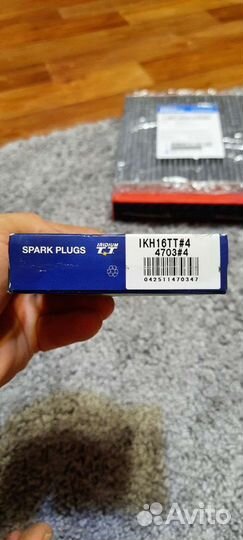 SPARK PLUGS
TT
IRIDIUM
IKH16TT#4
4703#4
042511470347
Avito